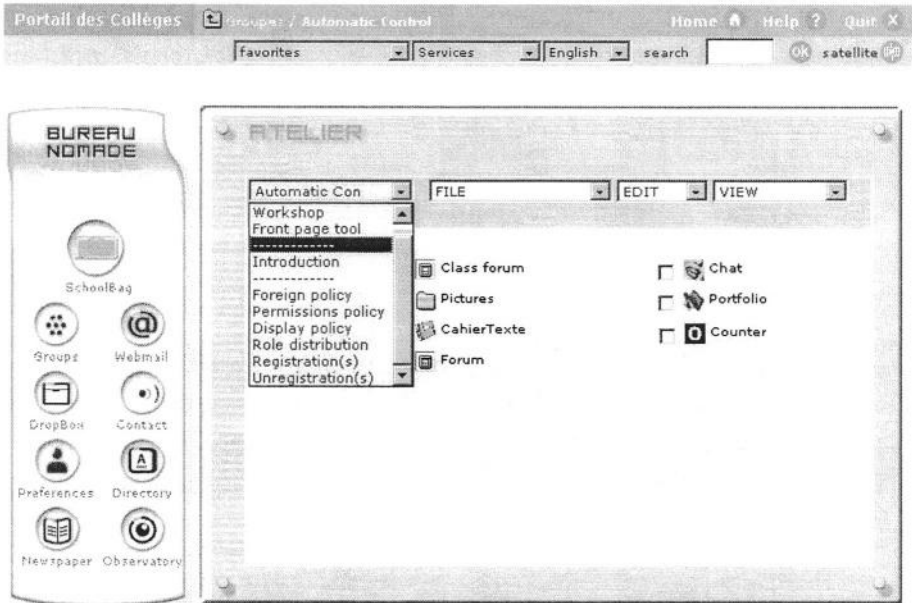 Portail des Collèges Groupes / Automatic Control Home Help ? Quit X
favorites Services English search OK satellite
BUREAU
NOMADE
SchoolBag
Groups Webmail
DropBox Contact
Preferences Directory
Newspaper Observatory
ATELIER
Automatic Con FILE EDIT VIEW
Workshop
Front page tool
-------------
Introduction
-------------
Foreign policy
Permissions policy
Display policy
Role distribution
Registration(s)
Unregistration(s)
Class forum
Pictures
CahierTexte
Forum
Chat
Portfolio
Counter